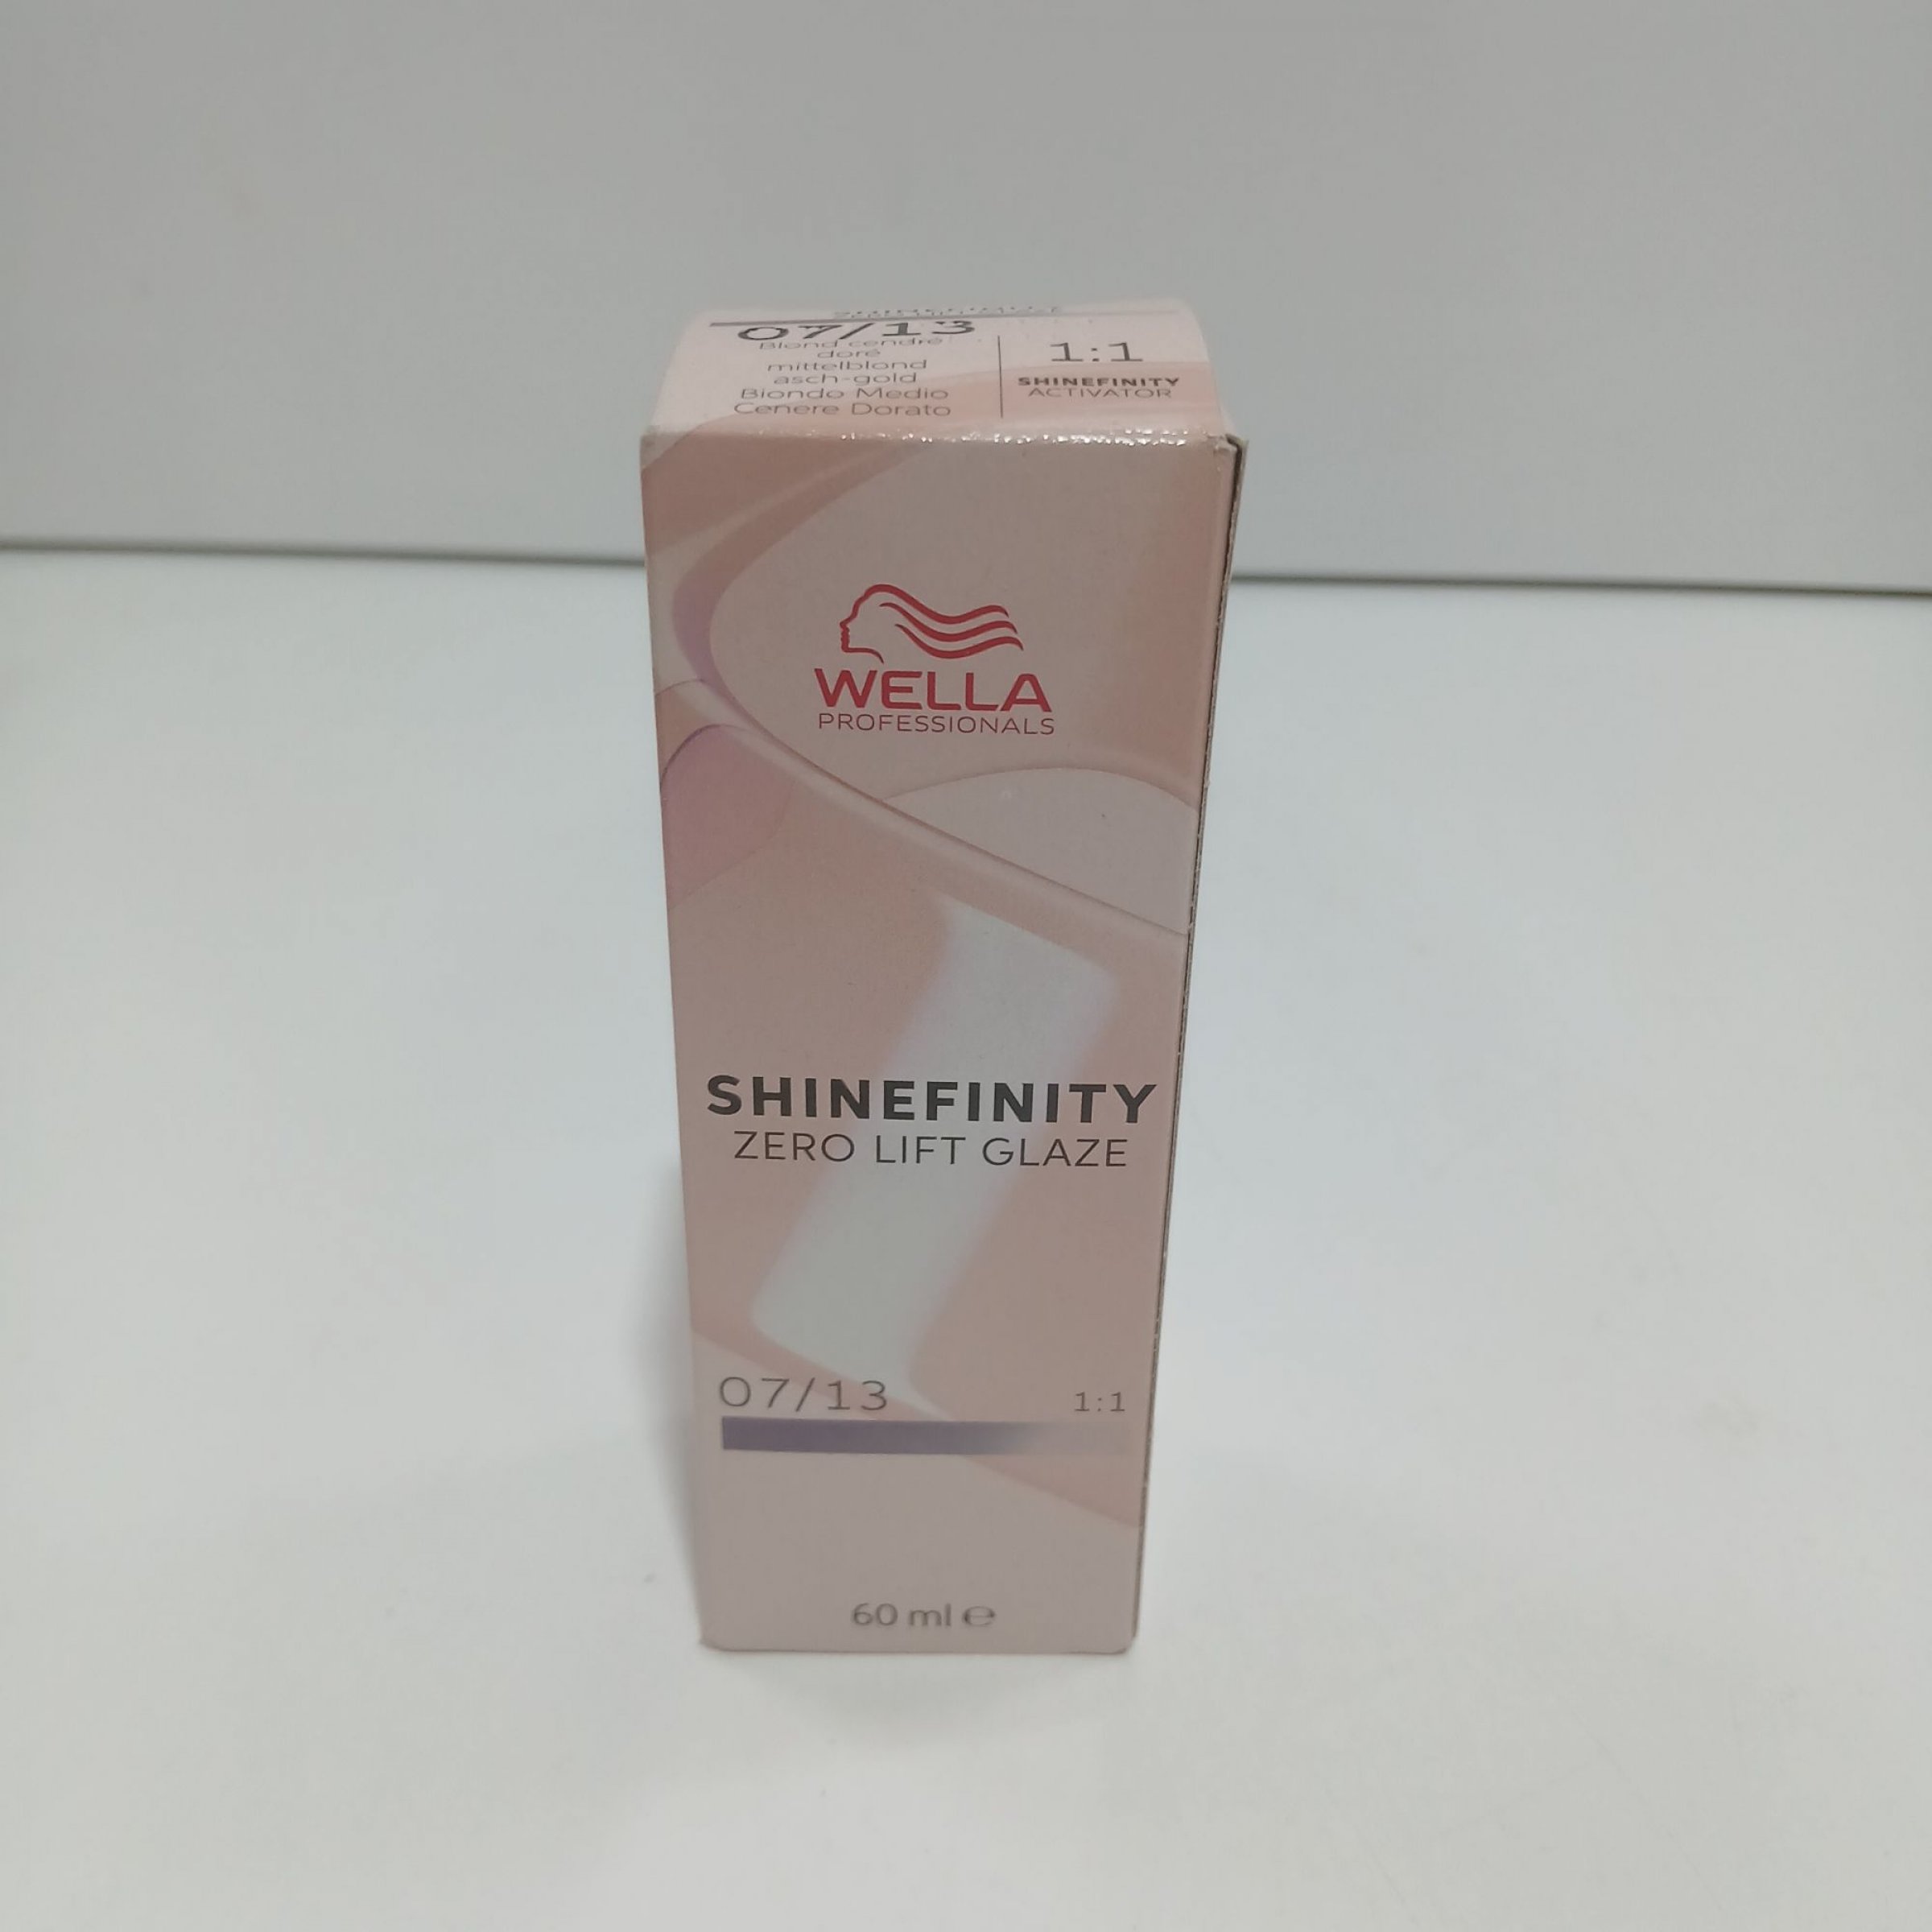 07/13
Blond cendré
doré
mittelblond
asch-gold
Biondo Medio
Cenere Dorato
1:1
SHINEFINITY
ACTIVATOR
WELLA
PROFESSIONALS
SHINEFINITY
ZERO LIFT GLAZE
07/13
1:1
60 ml ℮